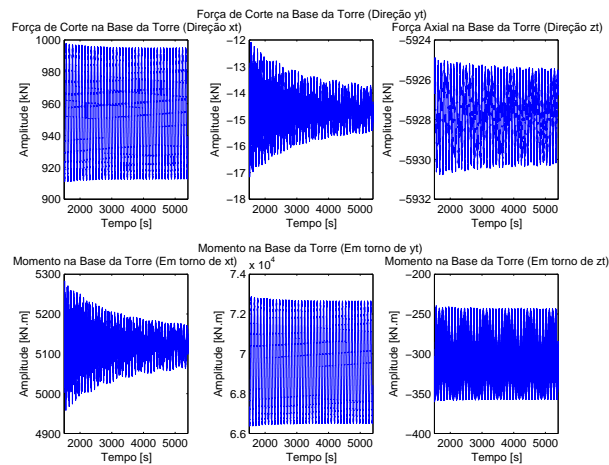 Força de Corte na Base da Torre (Direção yt)
Força de Corte na Base da Torre (Direção xt)
Força Axial na Base da Torre (Direção zt)
1000
980
960
940
920
900
Amplitude [kN]
2000 3000 4000 5000
Tempo [s]
−12
−13
−14
−15
−16
−17
−18
Amplitude [kN]
2000 3000 4000 5000
Tempo [s]
−5924
−5926
−5928
−5930
−5932
Amplitude [kN]
2000 3000 4000 5000
Tempo [s]
Momento na Base da Torre (Em torno de yt)
Momento na Base da Torre (Em torno de xt)
Momento na Base da Torre (Em torno de zt)
5300
5200
5100
5000
4900
Amplitude [kN.m]
2000 3000 4000 5000
Tempo [s]
x 10^4
7.4
7.2
7
6.8
6.6
Amplitude [kN.m]
2000 3000 4000 5000
Tempo [s]
−200
−250
−300
−350
−400
Amplitude [kN.m]
2000 3000 4000 5000
Tempo [s]